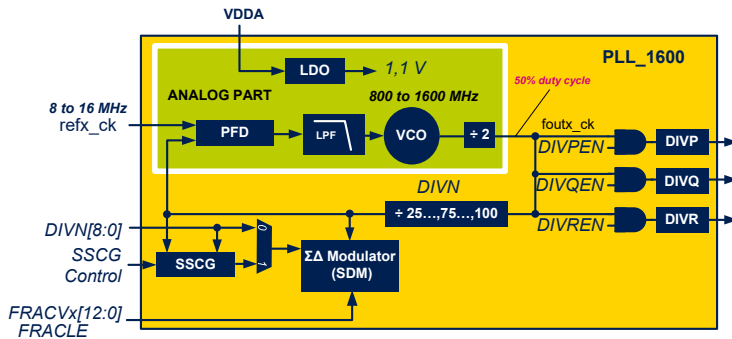 VDDA
PLL_1600
LDO
1,1 V
50% duty cycle
ANALOG PART
800 to 1600 MHz
8 to 16 MHz
refx_ck
PFD
LPF
VCO
÷ 2
foutx_ck
DIVPEN
DIVP
DIVQEN
DIVQ
DIVN
DIVREN
DIVR
÷ 25…,75…,100
DIVN[8:0]
0
1
SSCG
Control
SSCG
ΣΔ Modulator
(SDM)
FRACVx[12:0]
FRACLE